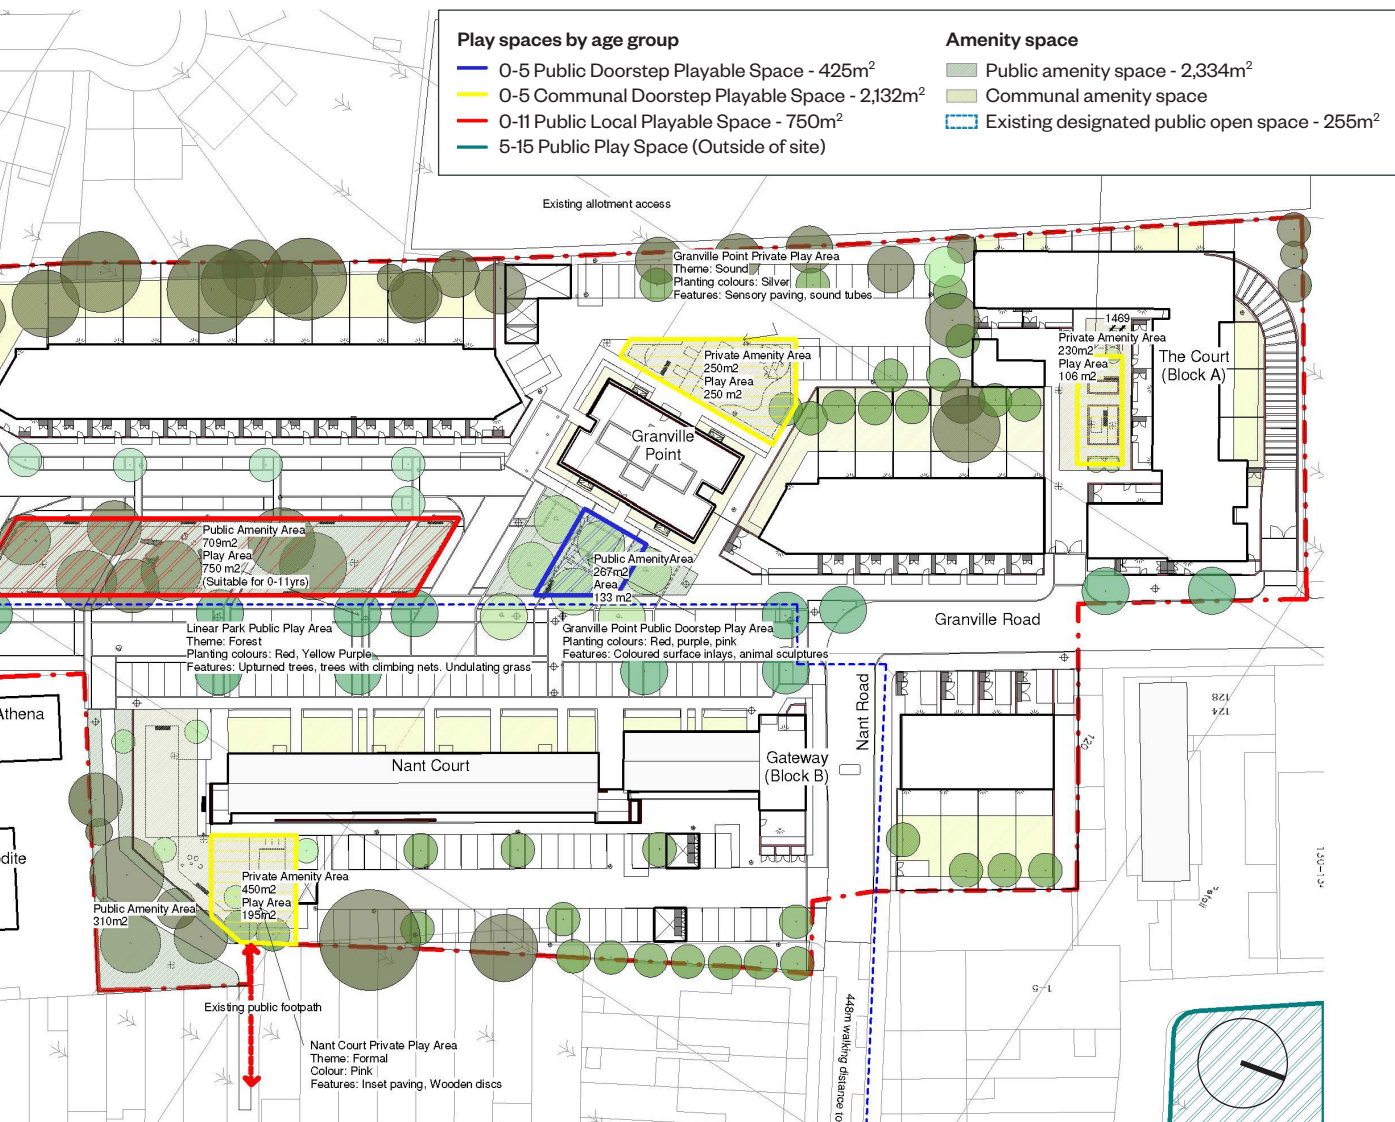 Play spaces by age group
0-5 Public Doorstep Playable Space - 425m²
0-5 Communal Doorstep Playable Space - 2,132m²
0-11 Public Local Playable Space - 750m²
5-15 Public Play Space (Outside of site)
Amenity space
Public amenity space - 2,334m²
Communal amenity space
Existing designated public open space - 255m²
Existing allotment access
Granville Point Private Play Area
Theme: Sound
Planting colours: Silver
Features: Sensory paving, sound tubes
1469
Private Amenity Area
230m2
Play Area
106 m2
The Court
(Block A)
Private Amenity Area
250m2
Play Area
250 m2
Granville
Point
Public Amenity Area
709m2
Play Area
750 m2
(Suitable for 0-11yrs)
Public AmenityArea
267m2
Area
133 m2
Granville Road
Linear Park Public Play Area
Theme: Forest
Planting colours: Red, Yellow Purple
Features: Upturned trees, trees with climbing nets. Undulating grass
Granville Point Public Doorstep Play Area
Planting colours: Red, purple, pink
Features: Coloured surface inlays, animal sculptures
Athena
Nant Road
128
124
120
Nant Court
Gateway
(Block B)
dite
Private Amenity Area
450m2
Play Area
195m2
Public Amenity Area
310m2
1-5
Existing public footpath
448m walking distance to
Nant Court Private Play Area
Theme: Formal
Colour: Pink
Features: Inset paving, Wooden discs